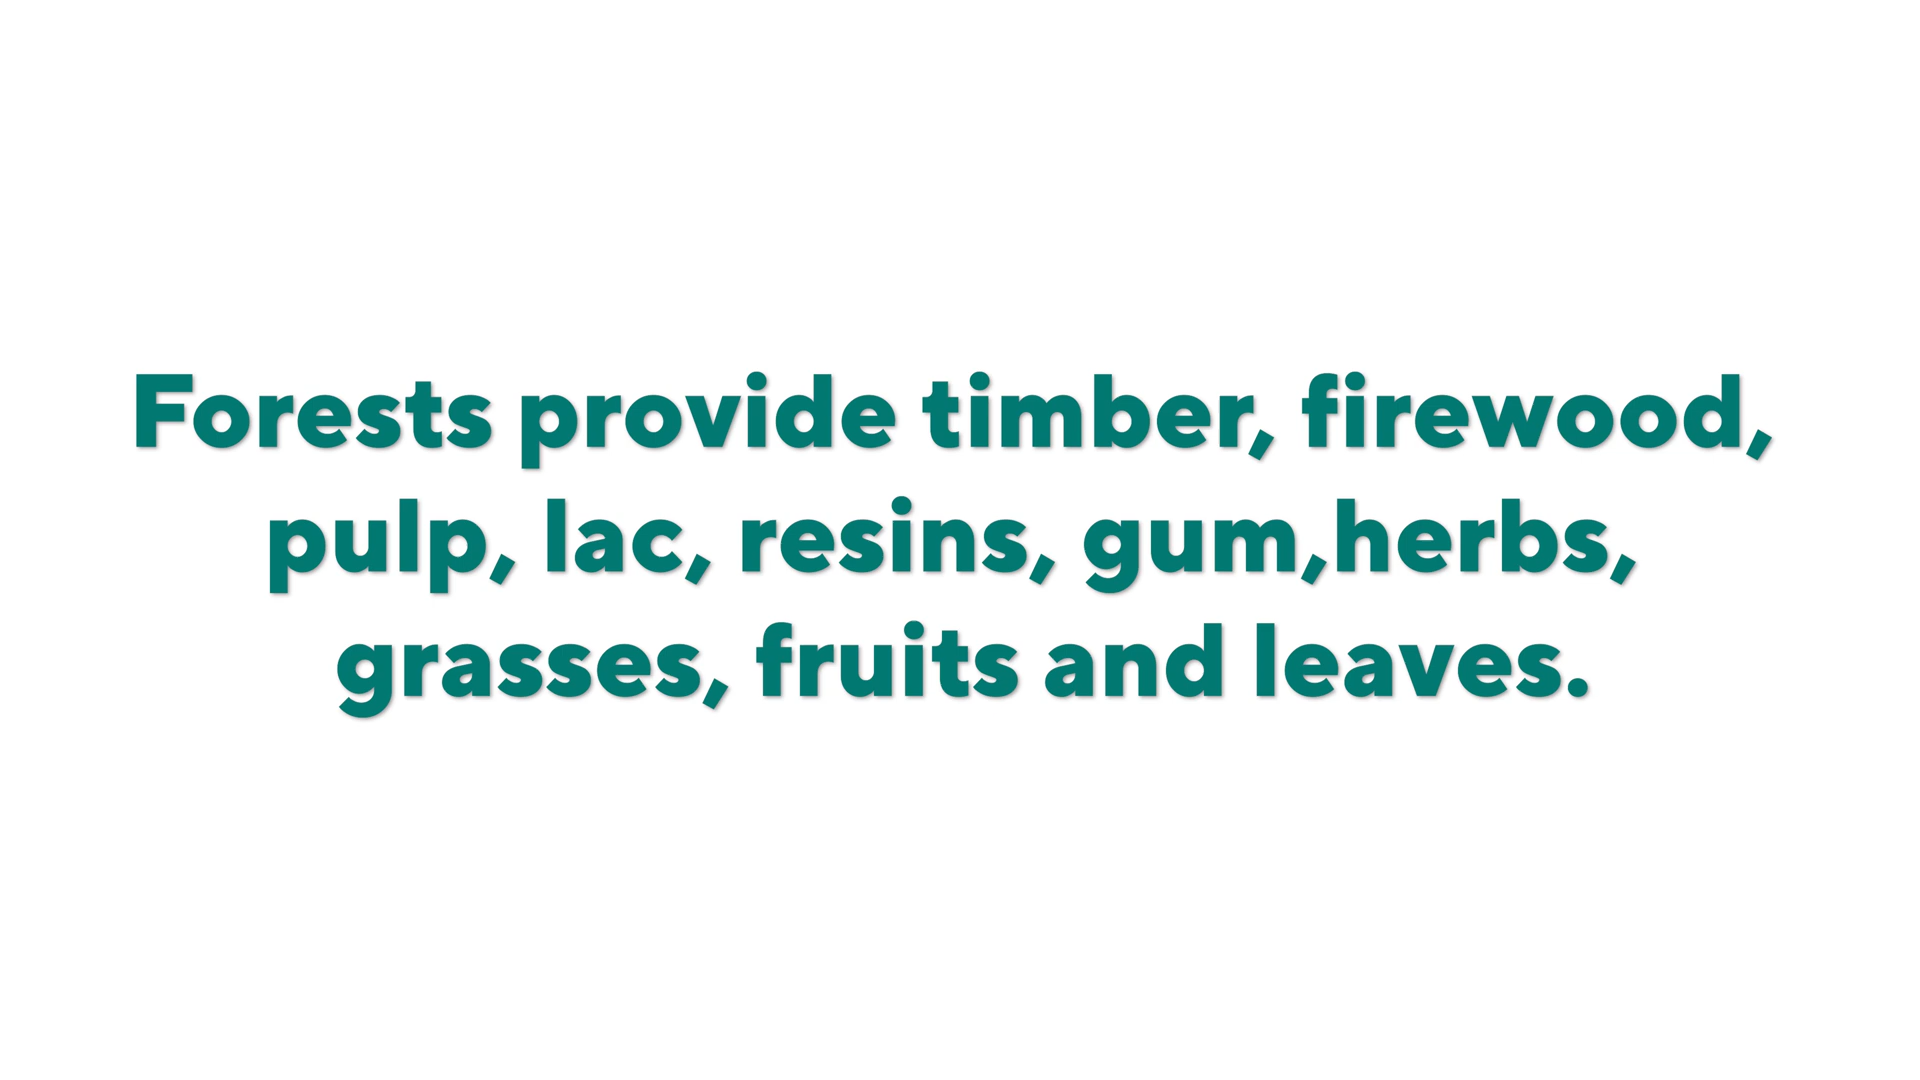 Forests provide timber, firewood,
pulp, lac, resins, gum,herbs,
grasses, fruits and leaves.